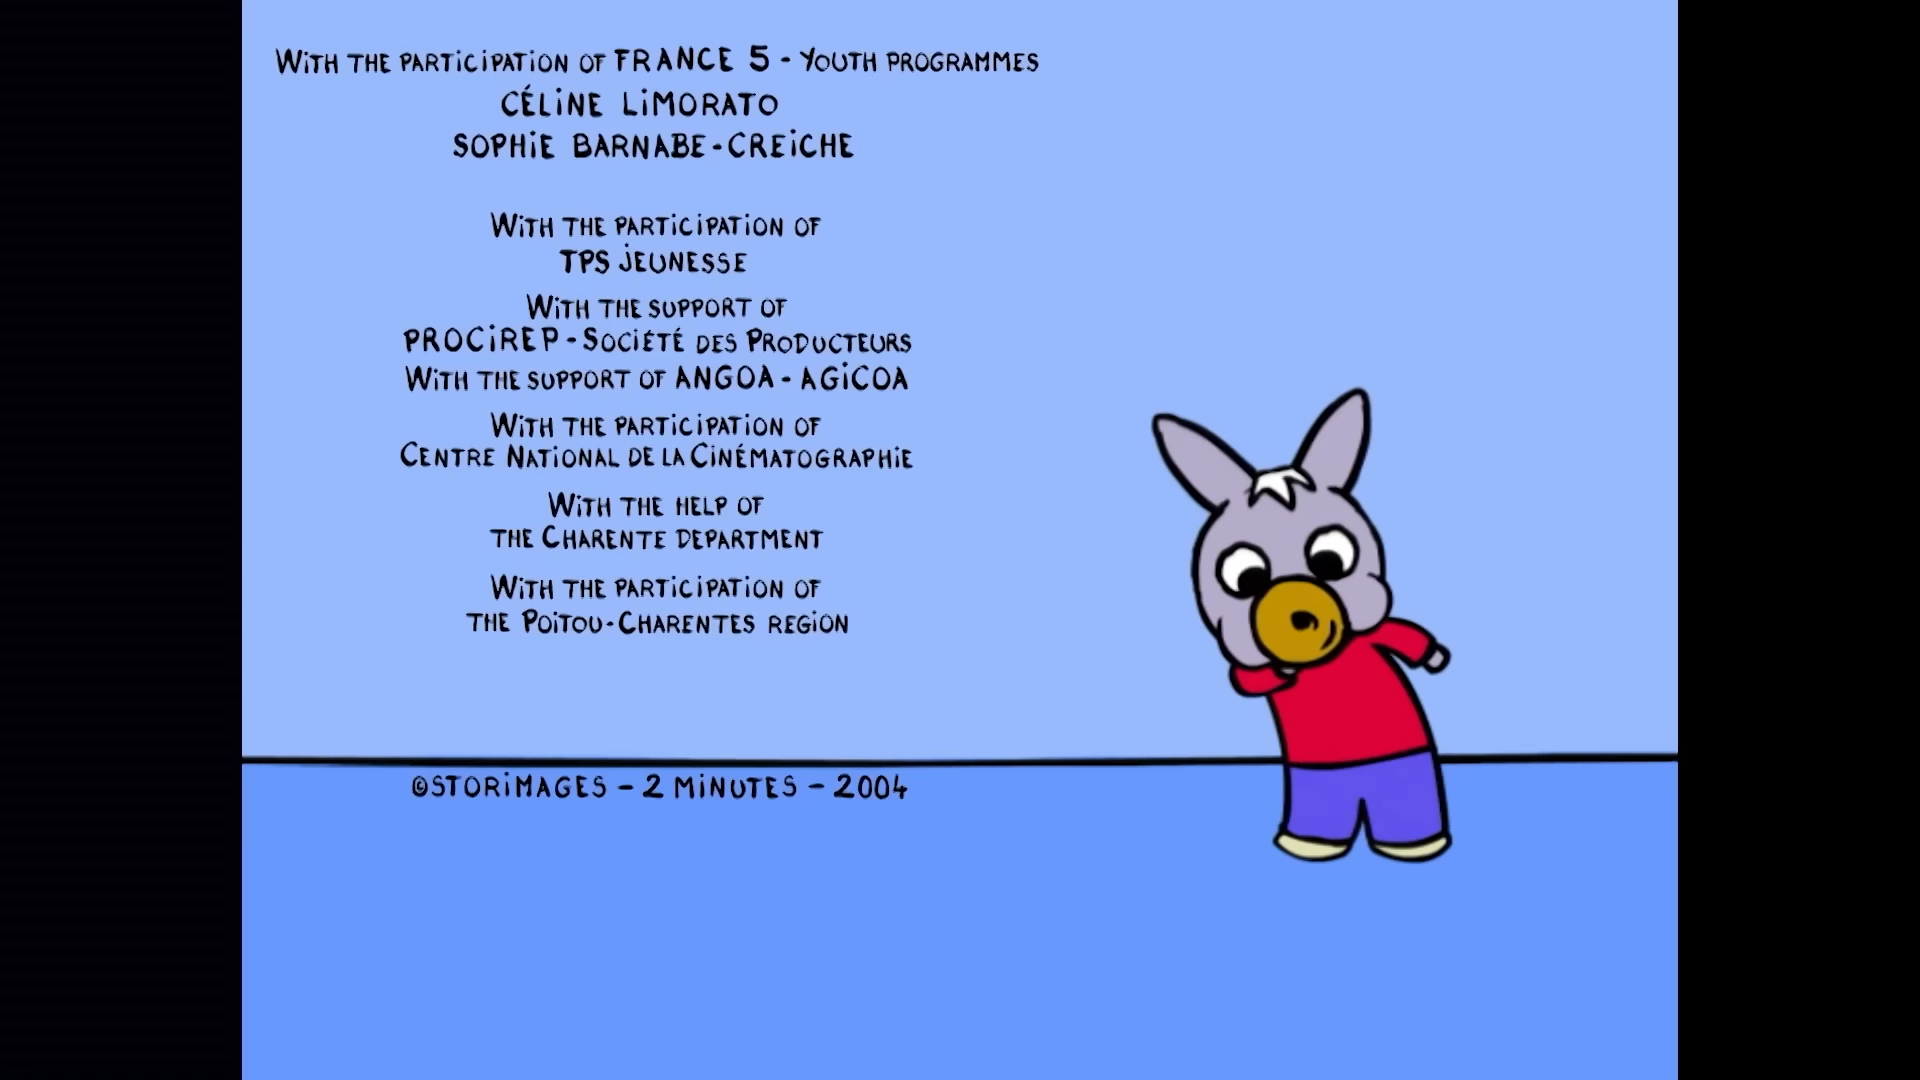 With the participation of FRANCE 5 - Youth programmes
CÉLiNE LiMORATO
SOPHiE BARNABE-CREiCHE
With the participation of
TPS JEUNESSE
With the support of
PROCiREP - Société des Producteurs
With the support of ANGOA - AGiCOA
With the participation of
Centre National de la Cinématographie
With the help of
the Charente department
With the participation of
the Poitou-Charentes region
©STORiMAGES - 2 MiNUTES - 2004